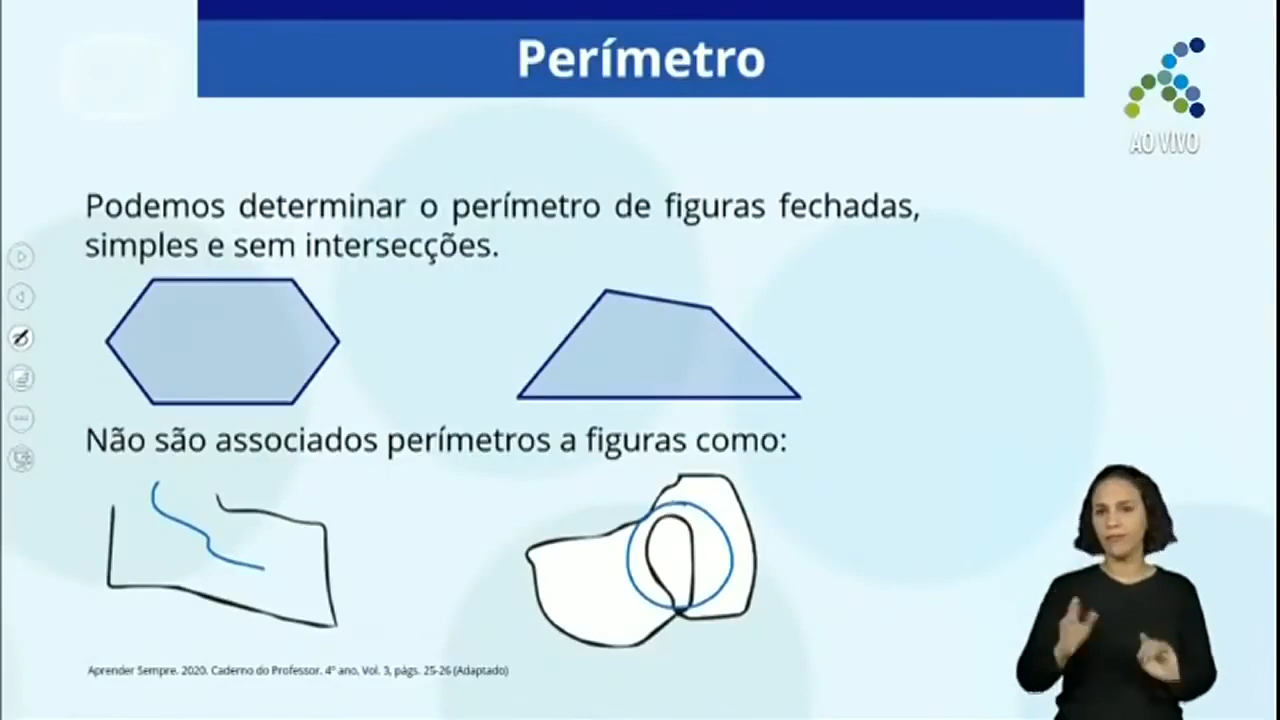 Perímetro
AO VIVO
Podemos determinar o perímetro de figuras fechadas,
simples e sem intersecções.
Não são associados perímetros a figuras como:
Aprender Sempre. 2020. Caderno do Professor. 4º ano, Vol. 3, págs. 25-26 (Adaptado)